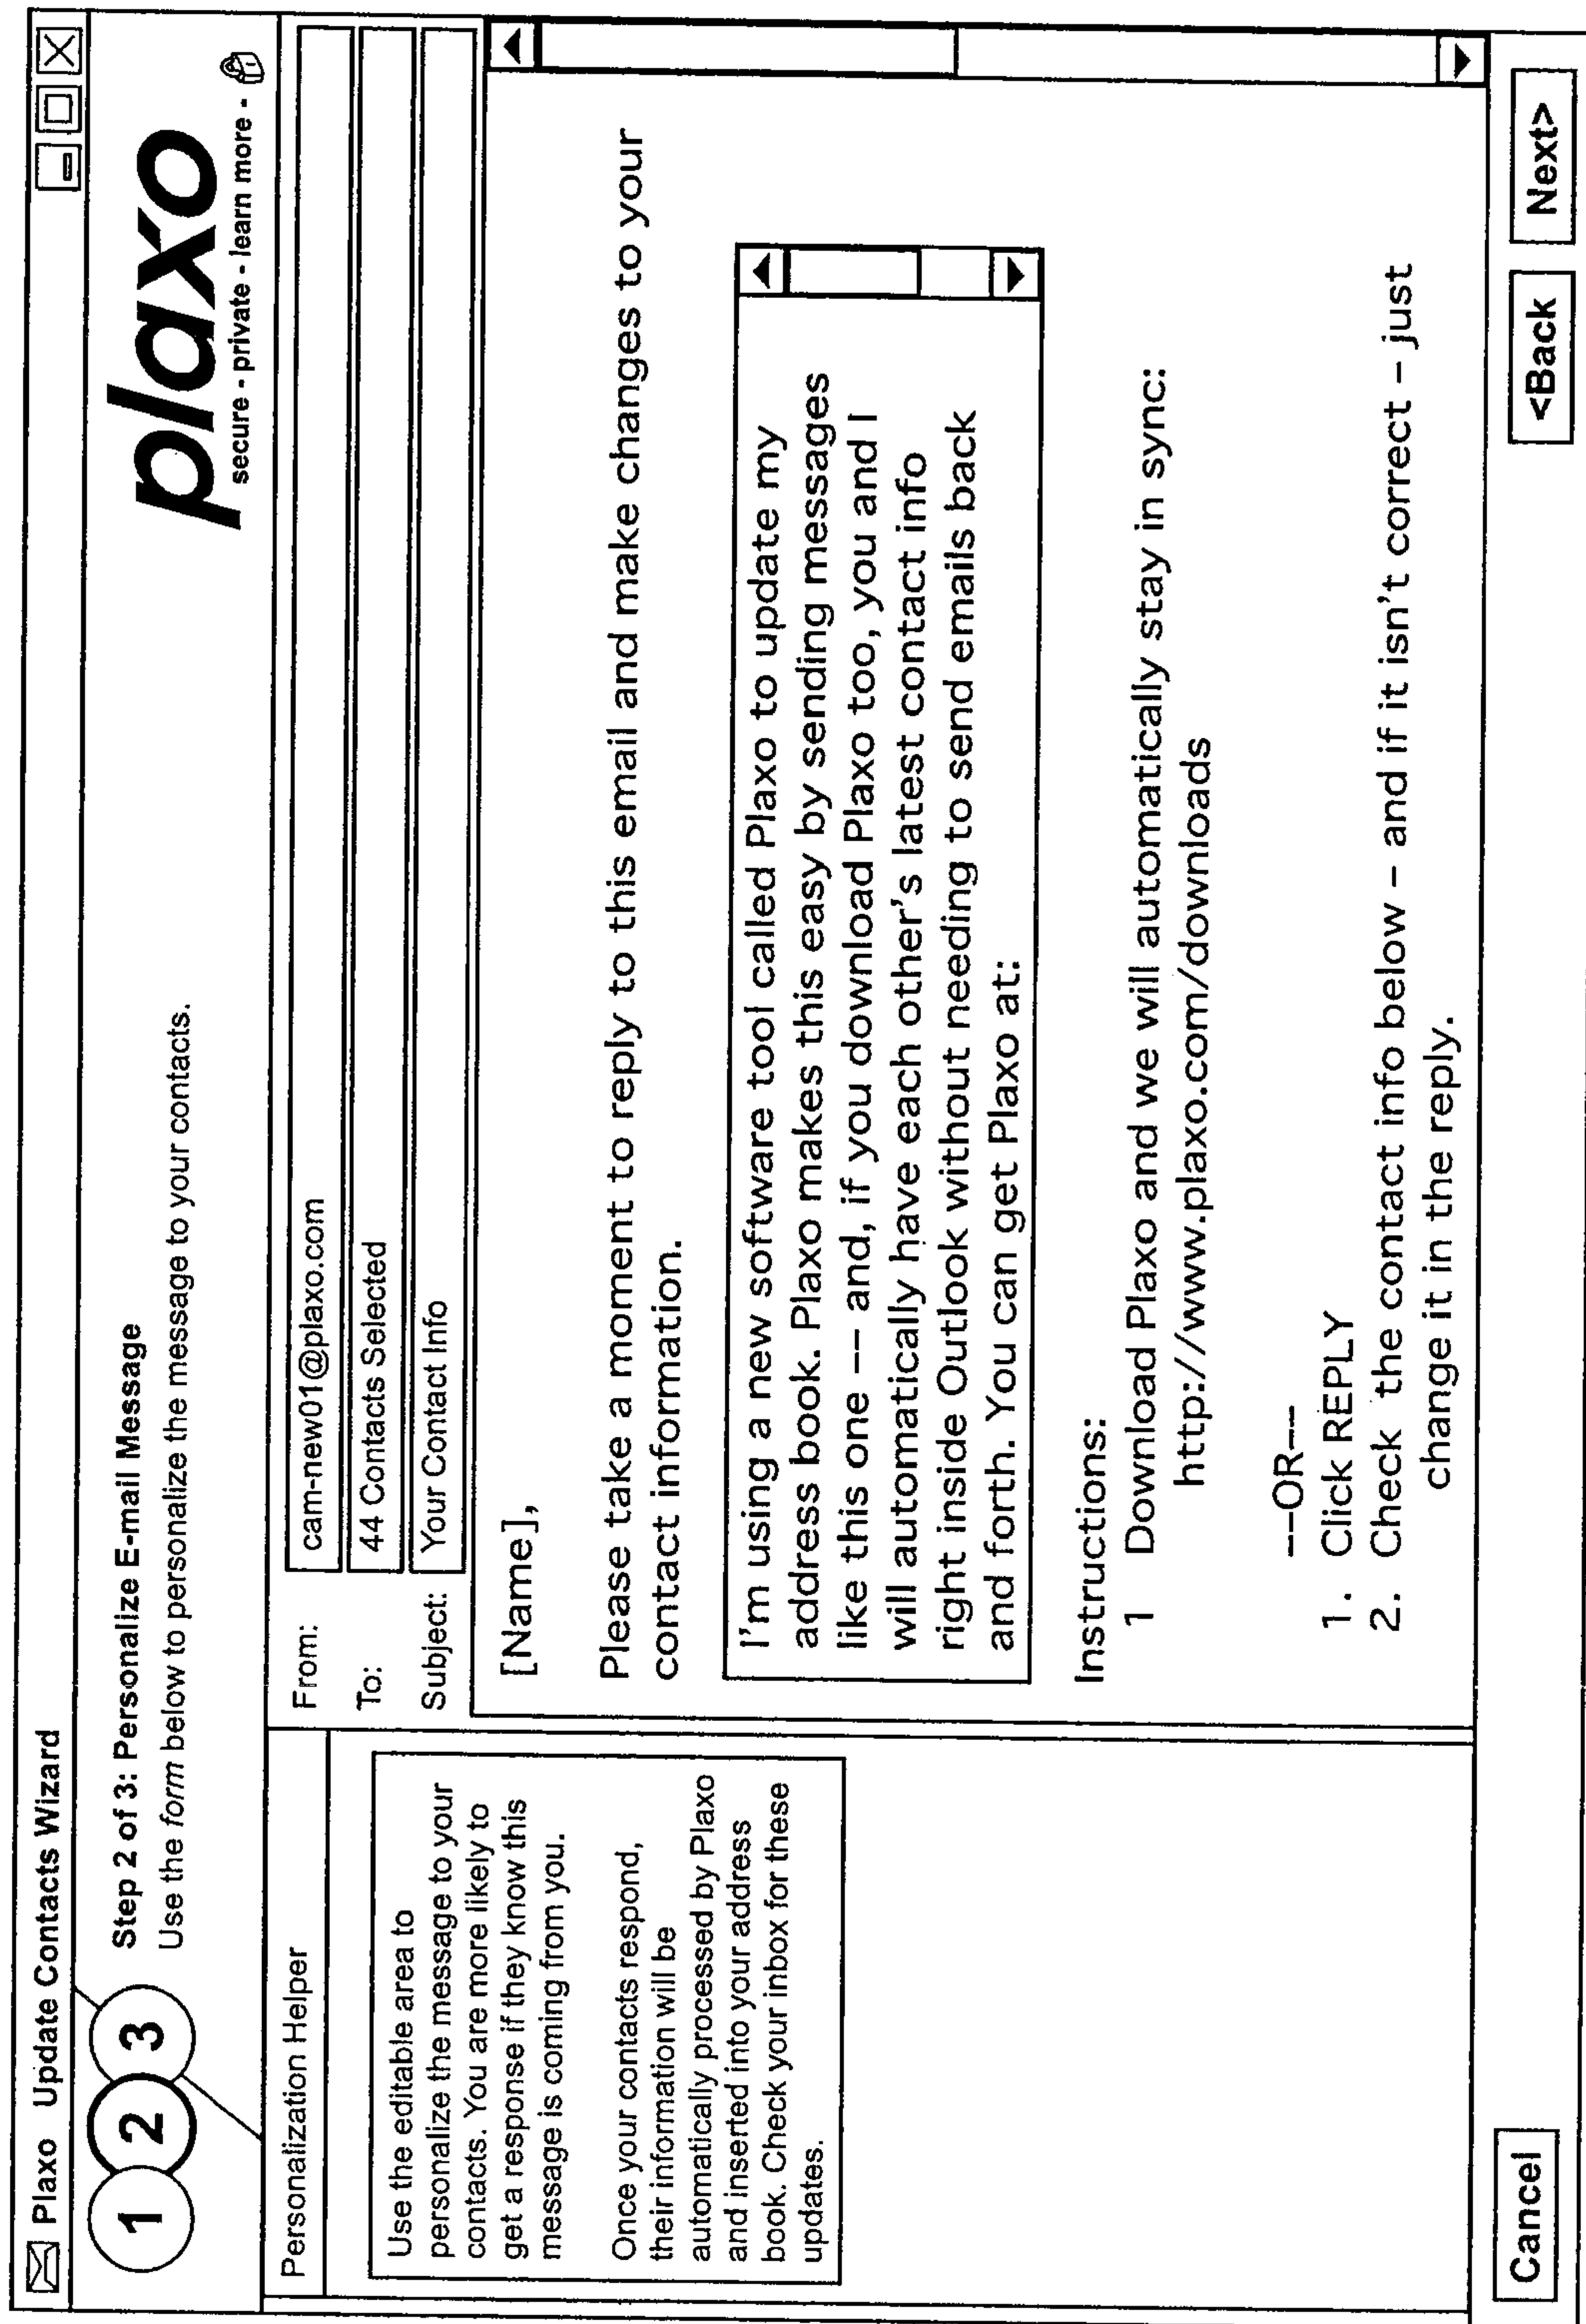 Plaxo Update Contacts Wizard
1 2 3
Step 2 of 3: Personalize E-mail Message
Use the form below to personalize the message to your contacts.
plaxo
secure - private - learn more -
Personalization Helper
Use the editable area to
personalize the message to your
contacts. You are more likely to
get a response if they know this
message is coming from you.
Once your contacts respond,
their information will be
automatically processed by Plaxo
and inserted into your address
book. Check your inbox for these
updates.
From: cam-new01@plaxo.com
To: 44 Contacts Selected
Subject: Your Contact Info
[Name],
Please take a moment to reply to this email and make changes to your
contact information.
I'm using a new software tool called Plaxo to update my
address book. Plaxo makes this easy by sending messages
like this one -- and, if you download Plaxo too, you and I
will automatically have each other's latest contact info
right inside Outlook without needing to send emails back
and forth. You can get Plaxo at:
Instructions:
1 Download Plaxo and we will automatically stay in sync:
http://www.plaxo.com/downloads
--OR--
1. Click REPLY
2. Check the contact info below – and if it isn't correct – just
change it in the reply.
Cancel
<Back
Next>